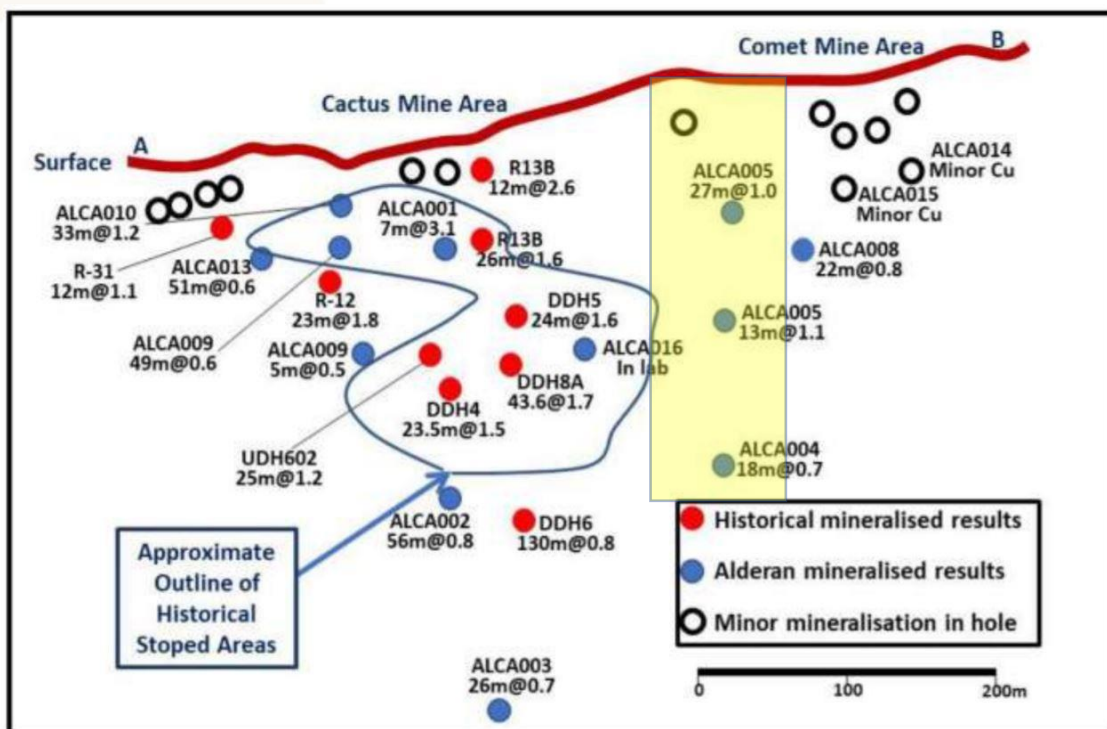 Comet Mine Area
B
Cactus Mine Area
A
Surface
R13B
12m@2.6
ALCA005
27m@1.0
ALCA014
Minor Cu
ALCA015
Minor Cu
ALCA010
33m@1.2
ALCA001
7m@3.1
R13B
26m@1.6
ALCA008
22m@0.8
R-31
12m@1.1
ALCA013
51m@0.6
R-12
23m@1.8
DDH5
24m@1.6
ALCA005
13m@1.1
ALCA009
49m@0.6
ALCA009
5m@0.5
ALCA016
In lab
DDH8A
43.6@1.7
DDH4
23.5m@1.5
UDH602
25m@1.2
ALCA004
18m@0.7
ALCA002
56m@0.8
DDH6
130m@0.8
Approximate
Outline of
Historical
Stoped Areas
Historical mineralised results
Alderan mineralised results
Minor mineralisation in hole
ALCA003
26m@0.7
0 100 200m